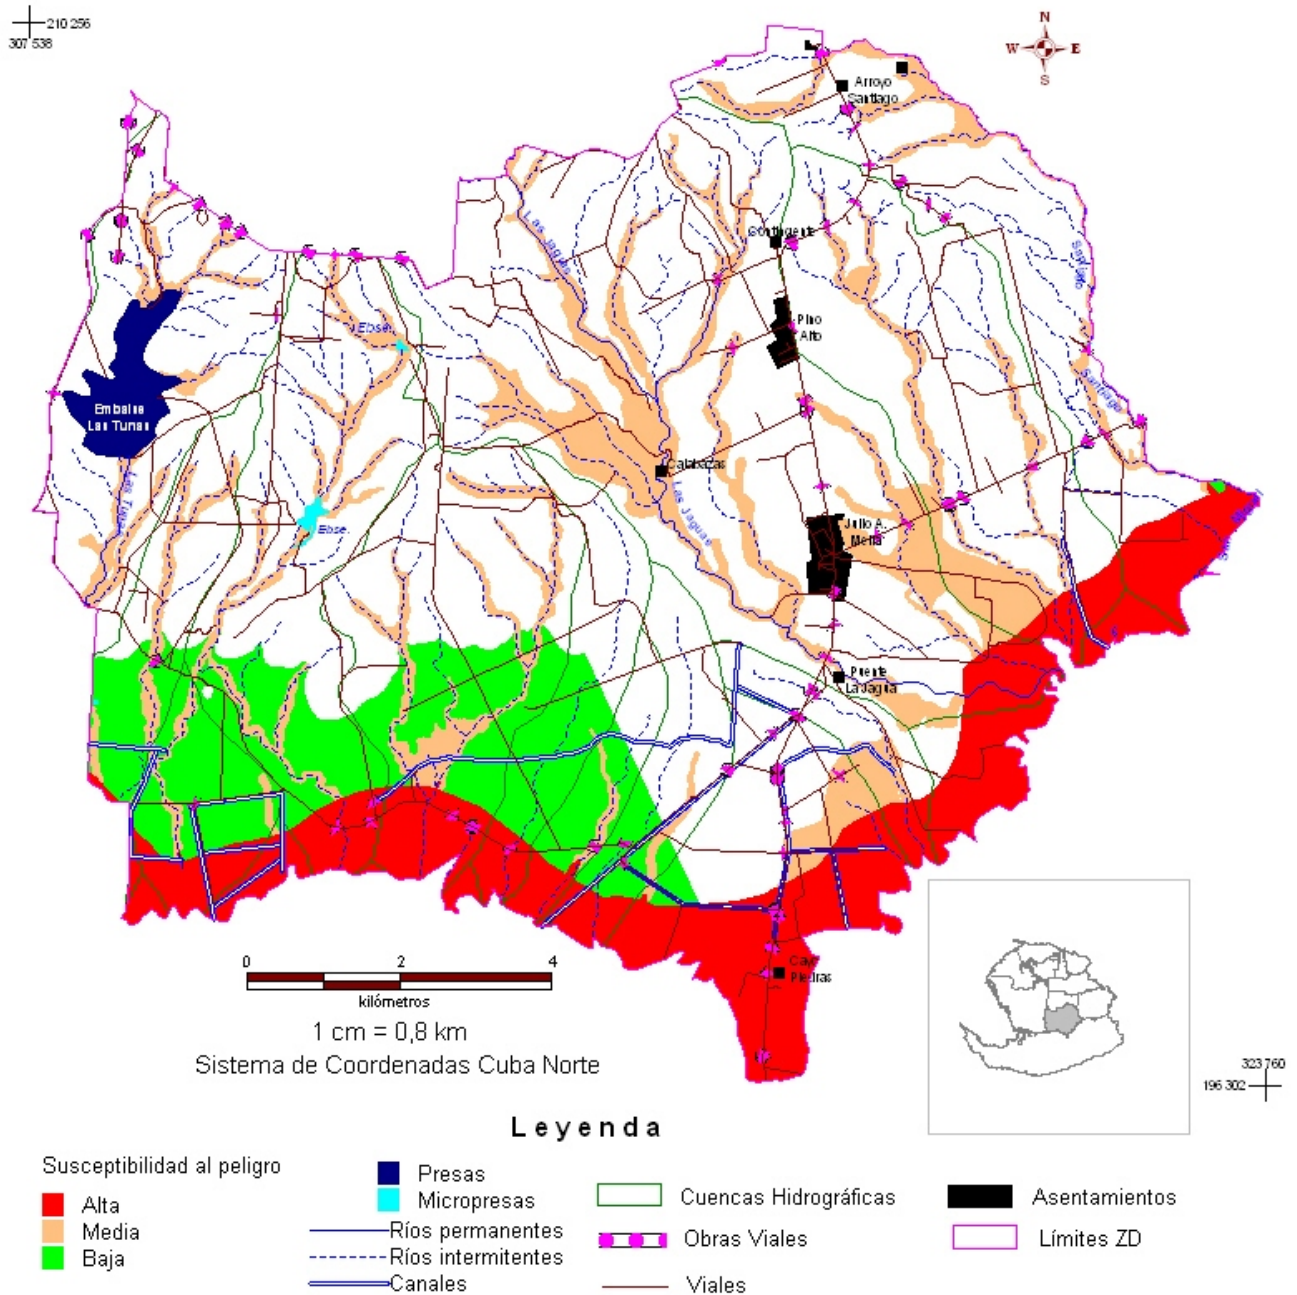 210 256
307 538
N
W E
S
Arroyo
Santiago
Las Jaguas
Contingente
Santiago
Pino
Alto
Ebse.
Santiago
Embalse
Las Tunas
Calabazas
Las Jaguas
Julio A.
Mella
Ebse.
Puente
La Jagua
Cayo
Piedras
0 2 4
kilómetros
1 cm = 0,8 km
Sistema de Coordenadas Cuba Norte
323 760
196 302
Leyenda
Susceptibilidad al peligro
Alta
Media
Baja
Presas
Micropresas
Ríos permanentes
Ríos intermitentes
Canales
Cuencas Hidrográficas
Obras Viales
Viales
Asentamientos
Límites ZD